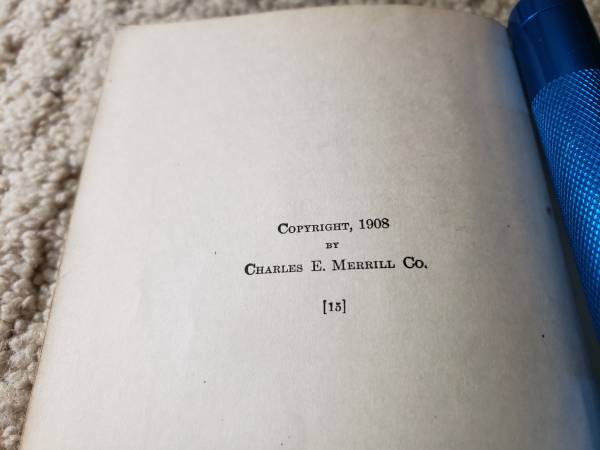 Copyright, 1908
BY
Charles E. Merrill Co.
[15]